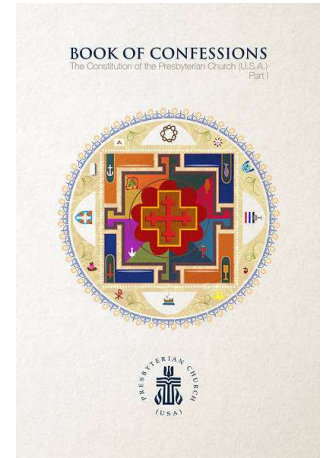 BOOK OF CONFESSIONS
The Constitution of the Presbyterian Church (U.S.A.)
Part I
PRESBYTERIAN CHURCH
(USA)